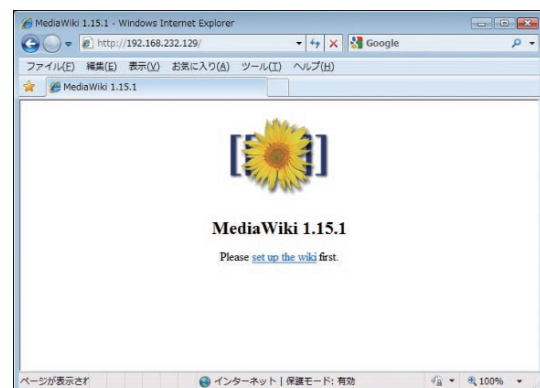 MediaWiki 1.15.1 - Windows Internet Explorer
http://192.168.232.129/
Google
ファイル(F) 編集(E) 表示(V) お気に入り(A) ツール(T) ヘルプ(H)
MediaWiki 1.15.1
MediaWiki 1.15.1
Please set up the wiki first.
ページが表示され
インターネット | 保護モード: 有効
100%